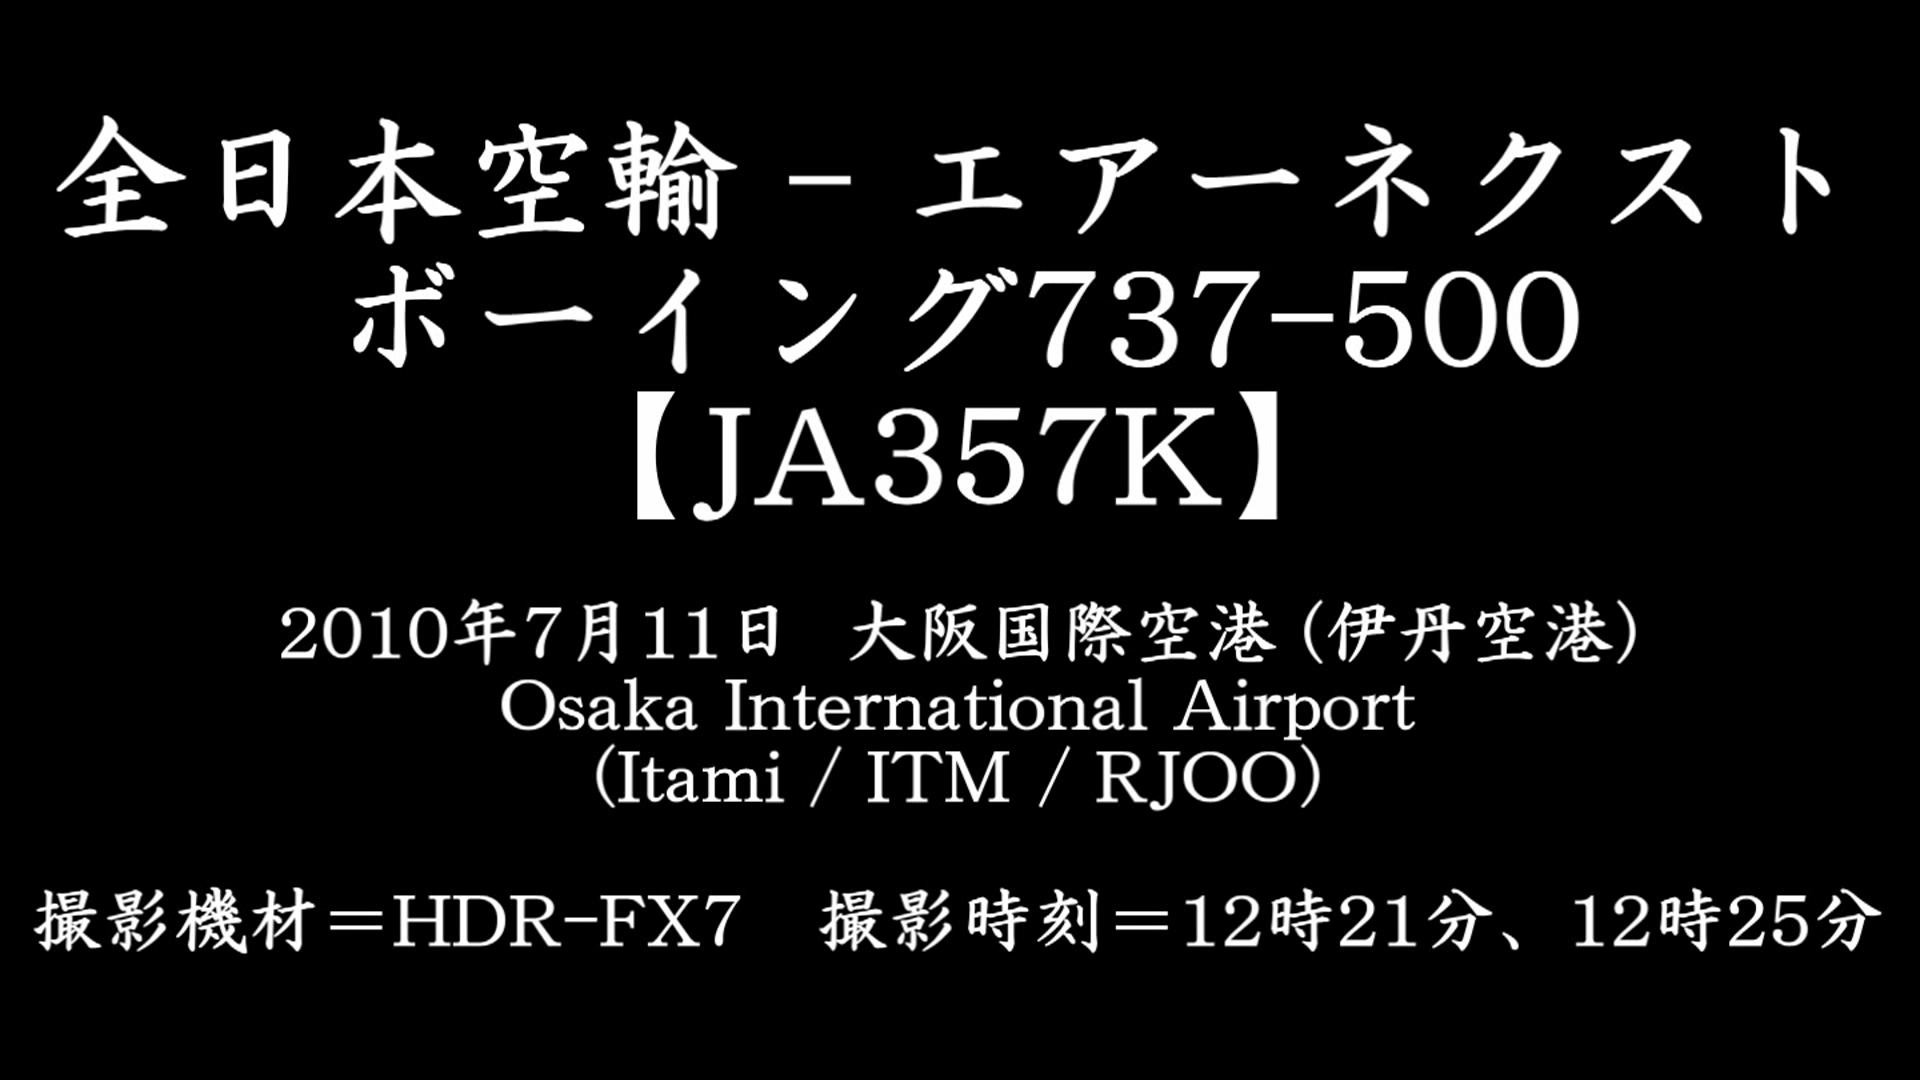 全日本空輸 - エアーネクスト
ボーイング737-500
【JA357K】
2010年7月11日　大阪国際空港（伊丹空港）
Osaka International Airport
(Itami / ITM / RJOO)
撮影機材＝HDR-FX7　撮影時刻＝12時21分、12時25分